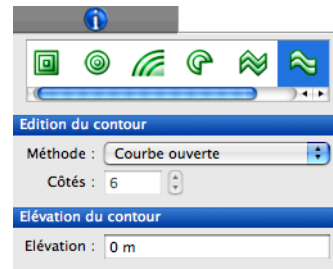 Edition du contour
Méthode : Courbe ouverte
Côtés : 6
Elévation du contour
Elévation : 0 m